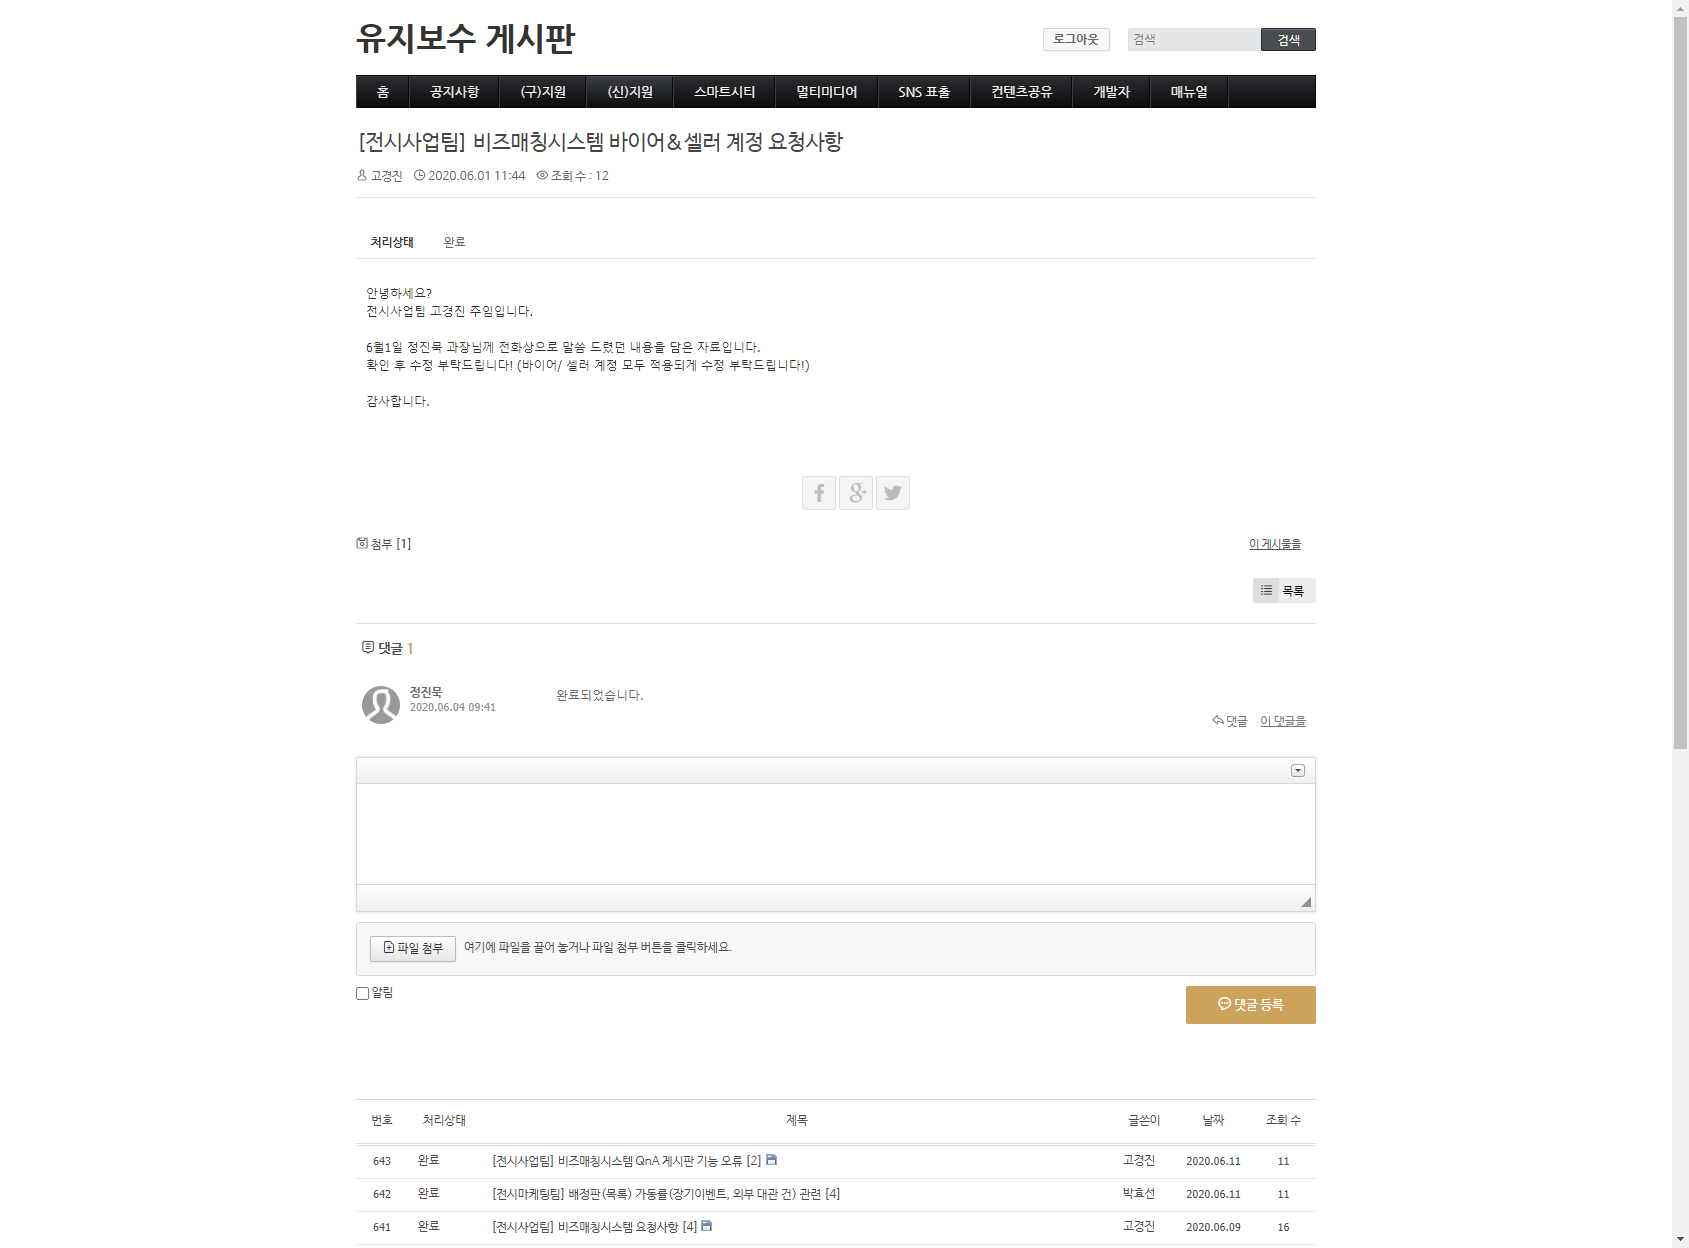 유지보수 게시판
로그아웃 검색 검색
홈 공지사항 (구)지원 (신)지원 스마트시티 멀티미디어 SNS 표출 컨텐츠공유 개발자 매뉴얼
[전시사업팀] 비즈매칭시스템 바이어&셀러 계정 요청사항
고경진 2020.06.01 11:44 조회 수 : 12
처리상태 완료
안녕하세요?
전시사업팀 고경진 주임입니다.
6월1일 정진묵 과장님께 전화상으로 말씀 드렸던 내용을 담은 자료입니다.
확인 후 수정 부탁드립니다! (바이어/ 셀러 계정 모두 적용되게 수정 부탁드립니다!)
감사합니다.
첨부 [1] 이 게시물을
목록
댓글 1
정진묵 완료되었습니다.
2020.06.04 09:41
댓글 이 댓글을
파일 첨부 여기에 파일을 끌어 놓거나 파일 첨부 버튼을 클릭하세요.
알림 댓글 등록
번호 처리상태 제목 글쓴이 날짜 조회 수
643 완료 [전시사업팀] 비즈매칭시스템 QnA 게시판 기능 오류 [2] 고경진 2020.06.11 11
642 완료 [전시마케팅팀] 배정판(목록) 가동률(장기이벤트, 외부 대관 건) 관련 [4] 박효선 2020.06.11 11
641 완료 [전시사업팀] 비즈매칭시스템 요청사항 [4] 고경진 2020.06.09 16